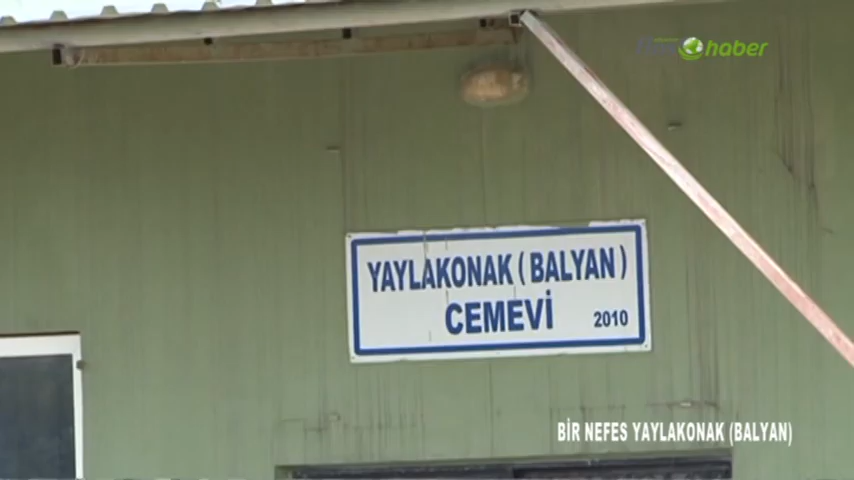 haber
YAYLAKONAK ( BALYAN )
CEMEVİ 2010
BİR NEFES YAYLAKONAK (BALYAN)